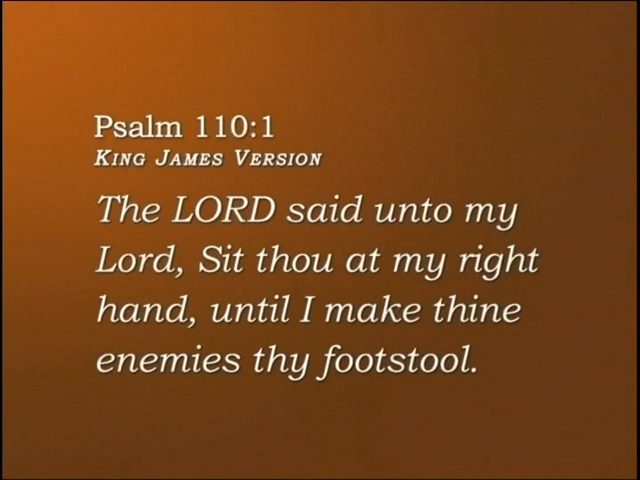 Psalm 110:1
King James Version
The LORD said unto my
Lord, Sit thou at my right
hand, until I make thine
enemies thy footstool.